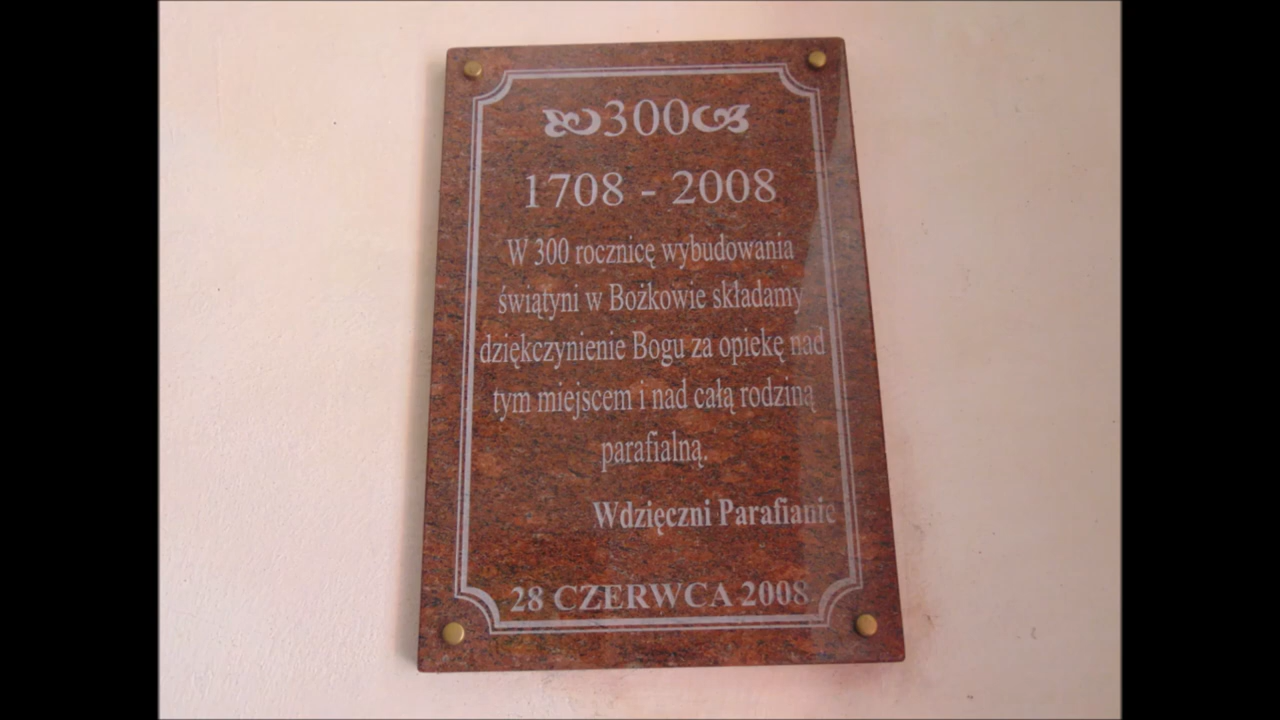 300
1708 - 2008
W 300 rocznicę wybudowania
świątyni w Bożkowie składamy
dziękczynienie Bogu za opiekę nad
tym miejscem i nad całą rodziną
parafialną.
Wdzięczni Parafianie
28 CZERWCA 2008